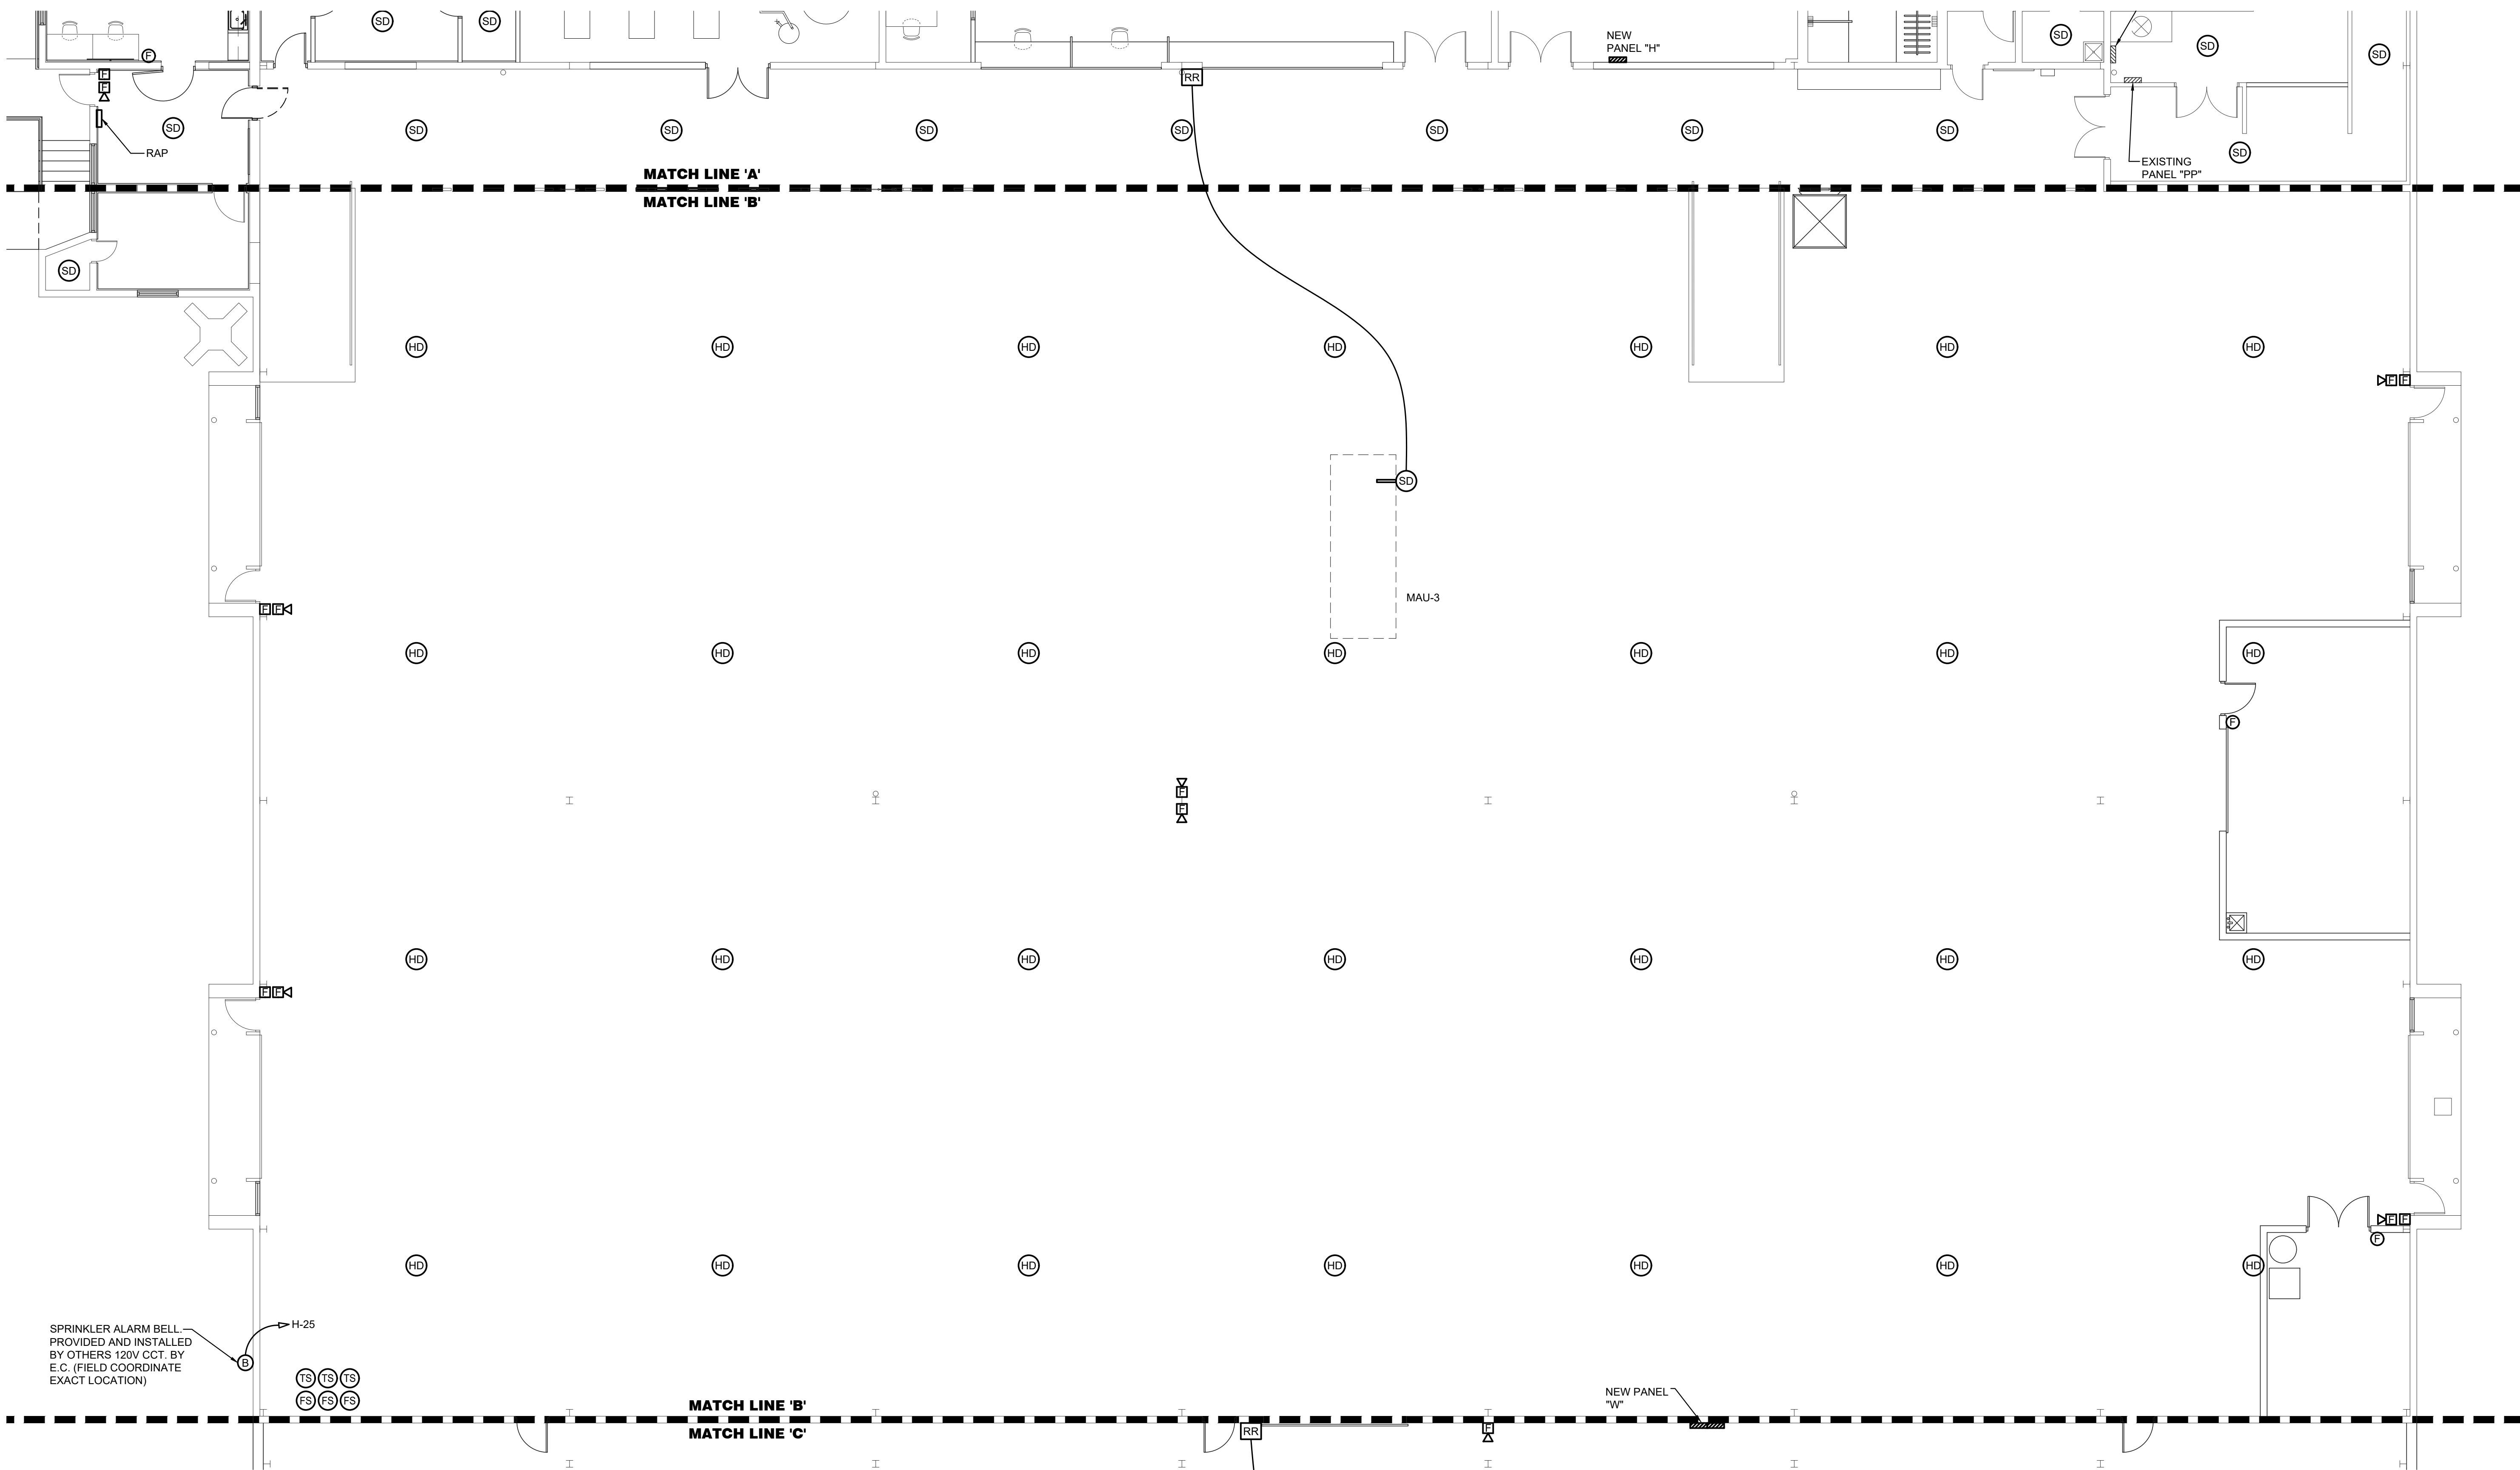 SD SD
F
NEW
PANEL "H"
SD SD SD
F
F
RR
SD SD SD SD SD SD SD SD
RAP
SD
EXISTING
PANEL "PP"
MATCH LINE 'A'
MATCH LINE 'B'
SD
HD HD HD HD HD HD HD
F F
SD
MAU-3
F F
HD HD HD HD HD HD HD
F
F
F
HD HD HD HD HD HD HD
F F
F F
F
HD HD HD HD HD HD HD
SPRINKLER ALARM BELL.
PROVIDED AND INSTALLED
BY OTHERS 120V CCT. BY
E.C. (FIELD COORDINATE
EXACT LOCATION)
H-25
B
TS TS TS
FS FS FS
NEW PANEL
"W"
MATCH LINE 'B'
MATCH LINE 'C'
RR
F